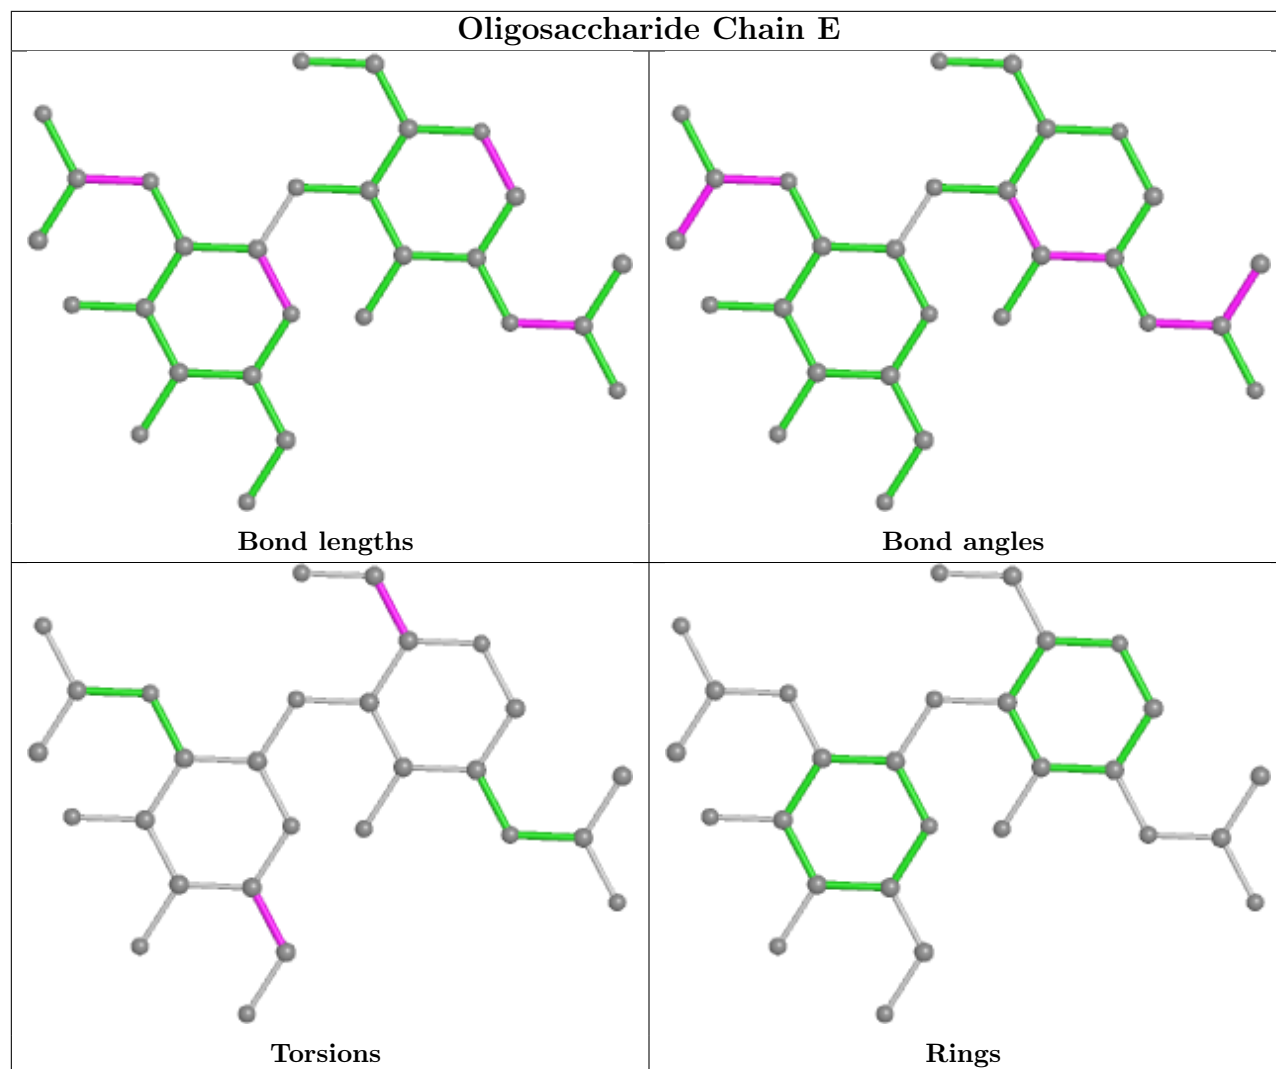 Oligosaccharide Chain E
Bond lengths
Bond angles
Torsions
Rings